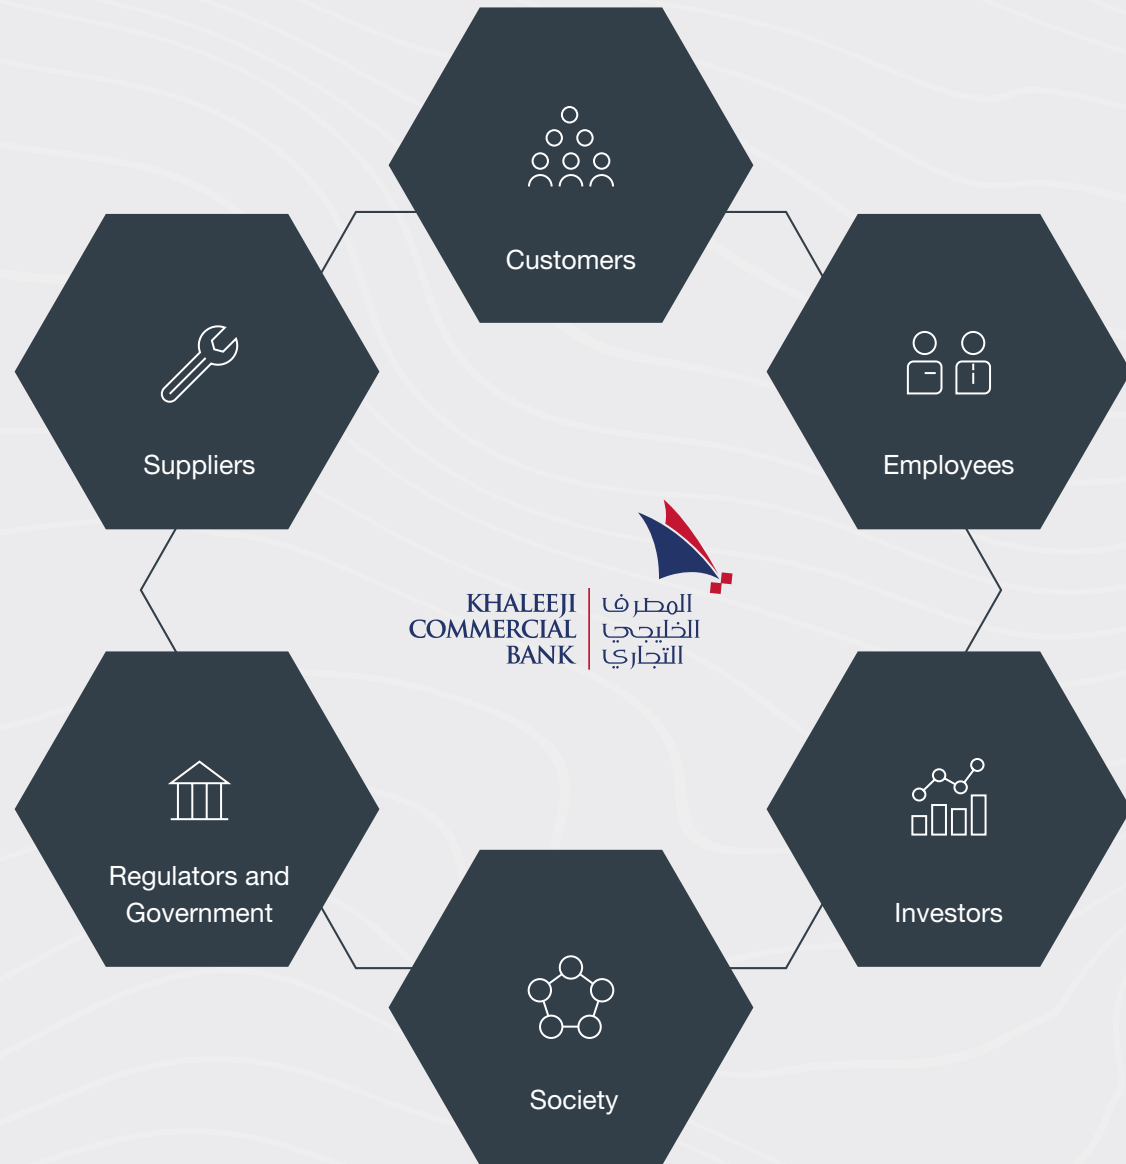 Customers
Suppliers
Employees
KHALEEJI
COMMERCIAL
BANK
المصرف
الخليجي
التجاري
Regulators and
Government
Investors
Society